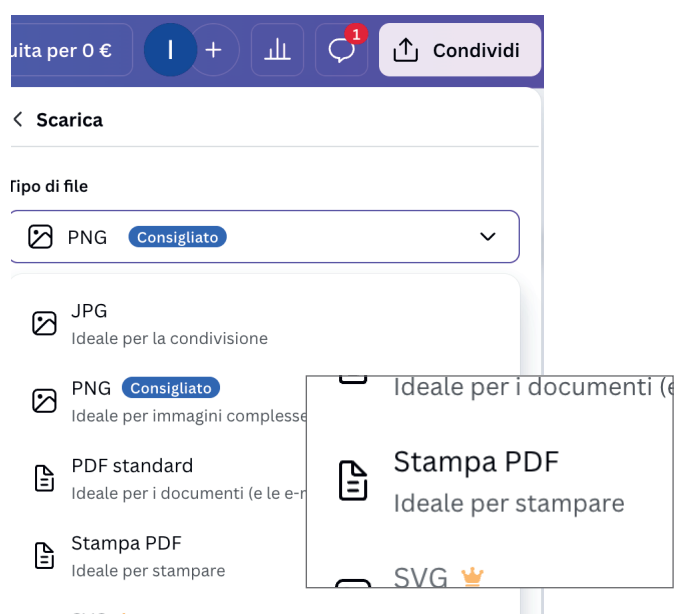 uita per 0 €
I
+
1
Condividi
Scarica
Tipo di file
PNG Consigliato
JPG
Ideale per la condivisione
PNG Consigliato
Ideale per immagini complesse
PDF standard
Ideale per i documenti (e le e-r
Stampa PDF
Ideale per stampare
Ideale per i documenti (e
Stampa PDF
Ideale per stampare
SVG